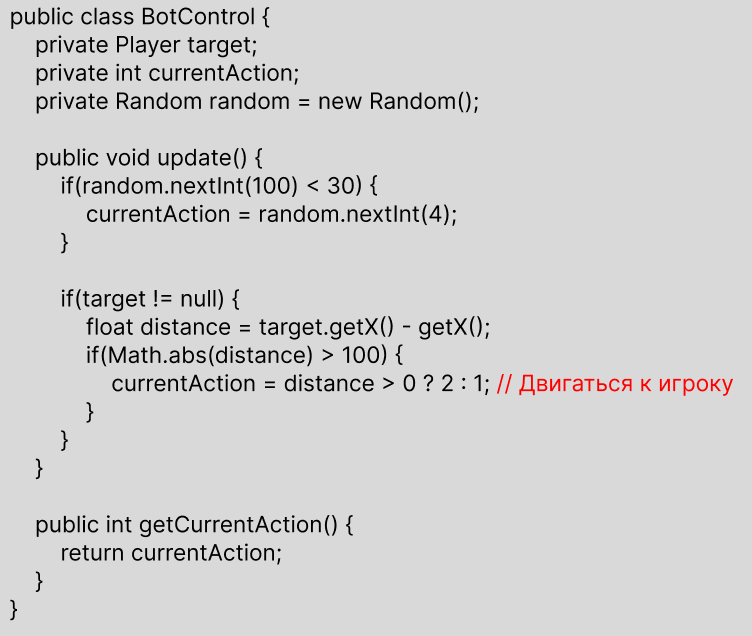 public class BotControl {
private Player target;
private int currentAction;
private Random random = new Random();
public void update() {
if(random.nextInt(100) < 30) {
currentAction = random.nextInt(4);
}
if(target != null) {
float distance = target.getX() - getX();
if(Math.abs(distance) > 100) {
currentAction = distance > 0 ? 2 : 1; // Двигаться к игроку
}
}
}
public int getCurrentAction() {
return currentAction;
}
}